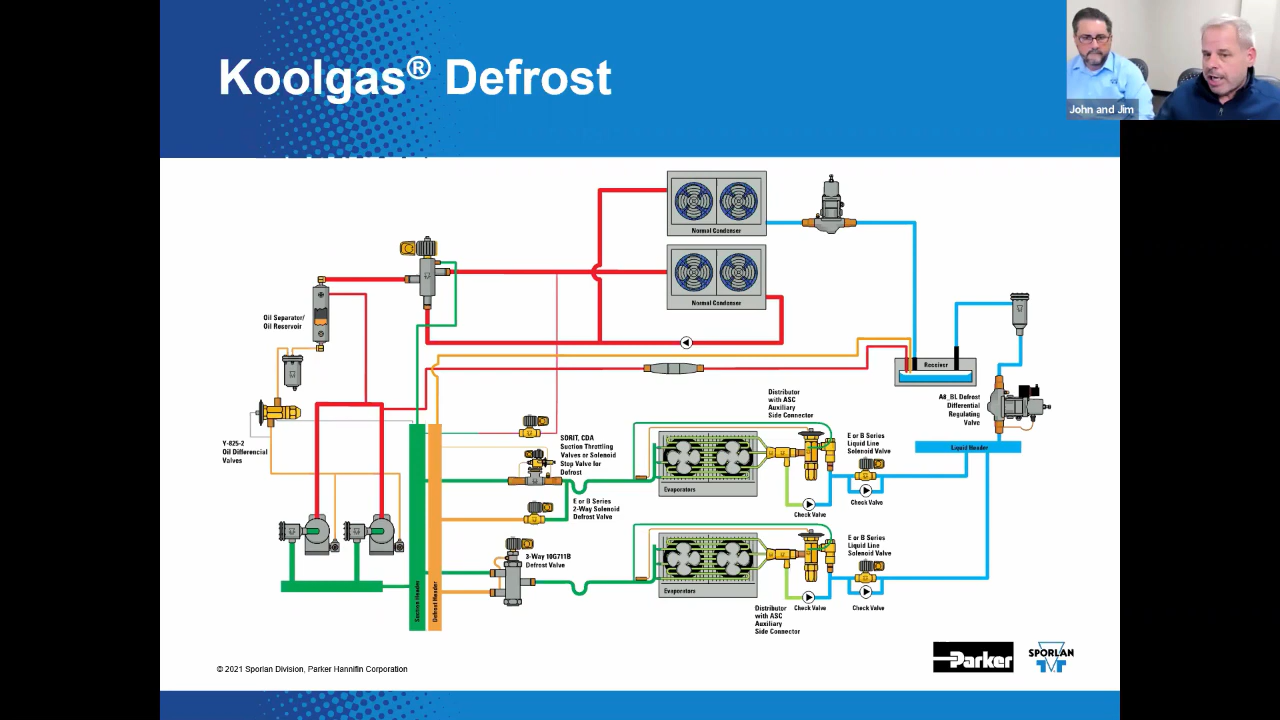 Koolgas® Defrost
John and Jim
Normal Condenser
Normal Condenser
Oil Separator/
Oil Reservoir
Receiver
A8_BL Defrost
Differential
Regulating
Valve
Distributor
with ASC
Auxiliary
Side Connector
Y-825-2
Oil Differencial
Valves
SORIT, CDA
Suction Throttling
Valves or Solenoid
Stop Valve for
Defrost
E or B Series
Liquid Line
Solenoid Valve
Liquid Header
Evaporators
Check Valve
Check Valve
E or B Series
2-Way Solenoid
Defrost Valve
3-Way 10G711B
Defrost Valve
E or B Series
Liquid Line
Solenoid Valve
Suction Header
Defrost Header
Evaporators
Check Valve
Check Valve
Distributor
with ASC
Auxiliary
Side Connector
© 2021 Sporlan Division, Parker Hannifin Corporation
Parker
SPORLAN